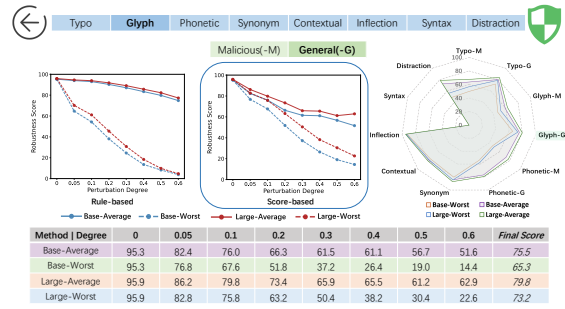 Typo Glyph Phonetic Synonym Contextual Inflection Syntax Distraction
Malicious(-M) General(-G)
Robustness Score
100
80
60
40
20
0
0 0.05 0.1 0.2 0.3 0.4 0.5 0.6
Perturbation Degree
Rule-based
Robustness Score
100
80
60
40
20
0
0 0.05 0.1 0.2 0.3 0.4 0.5 0.6
Perturbation Degree
Score-based
Base-Average Base-Worst Large-Average Large-Worst
Typo-M
Typo-G
Glyph-M
Glyph-G
Phonetic-M
Phonetic-G
Synonym
Contextual
Inflection
Syntax
Distraction
100
80
60
40
20
0
Base-Worst Base-Average
Large-Worst Large-Average
Method | Degree 0 0.05 0.1 0.2 0.3 0.4 0.5 0.6 Final Score
Base-Average 95.3 82.4 76.0 66.3 61.5 61.1 56.7 51.6 75.5
Base-Worst 95.3 76.8 67.6 51.8 37.2 26.4 19.0 14.4 65.3
Large-Average 95.9 86.2 79.8 73.4 65.9 65.5 61.2 62.9 79.8
Large-Worst 95.9 82.8 75.8 63.2 50.4 38.2 30.4 22.6 73.2